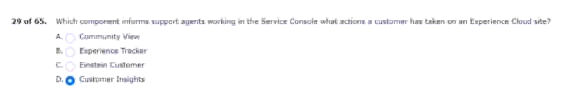 29 of 65. Which component informs support agents working in the Service Console what actions a customer has taken on an Experience Cloud site?
A. Community View
B. Experience Tracker
C. Einstein Customer
D. Customer Insights